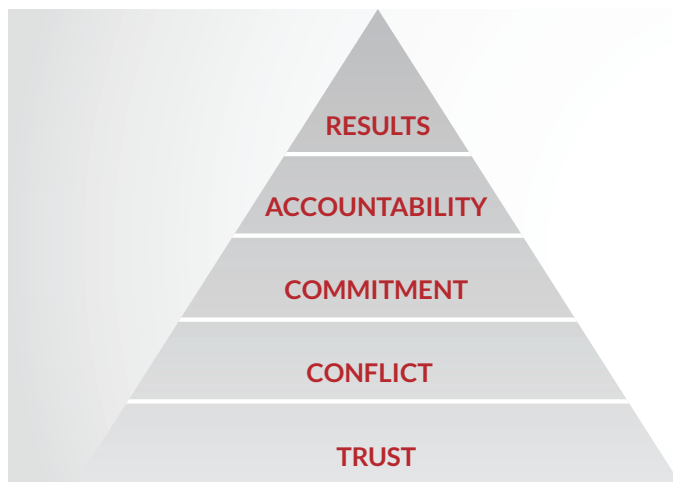 RESULTS
ACCOUNTABILITY
COMMITMENT
CONFLICT
TRUST